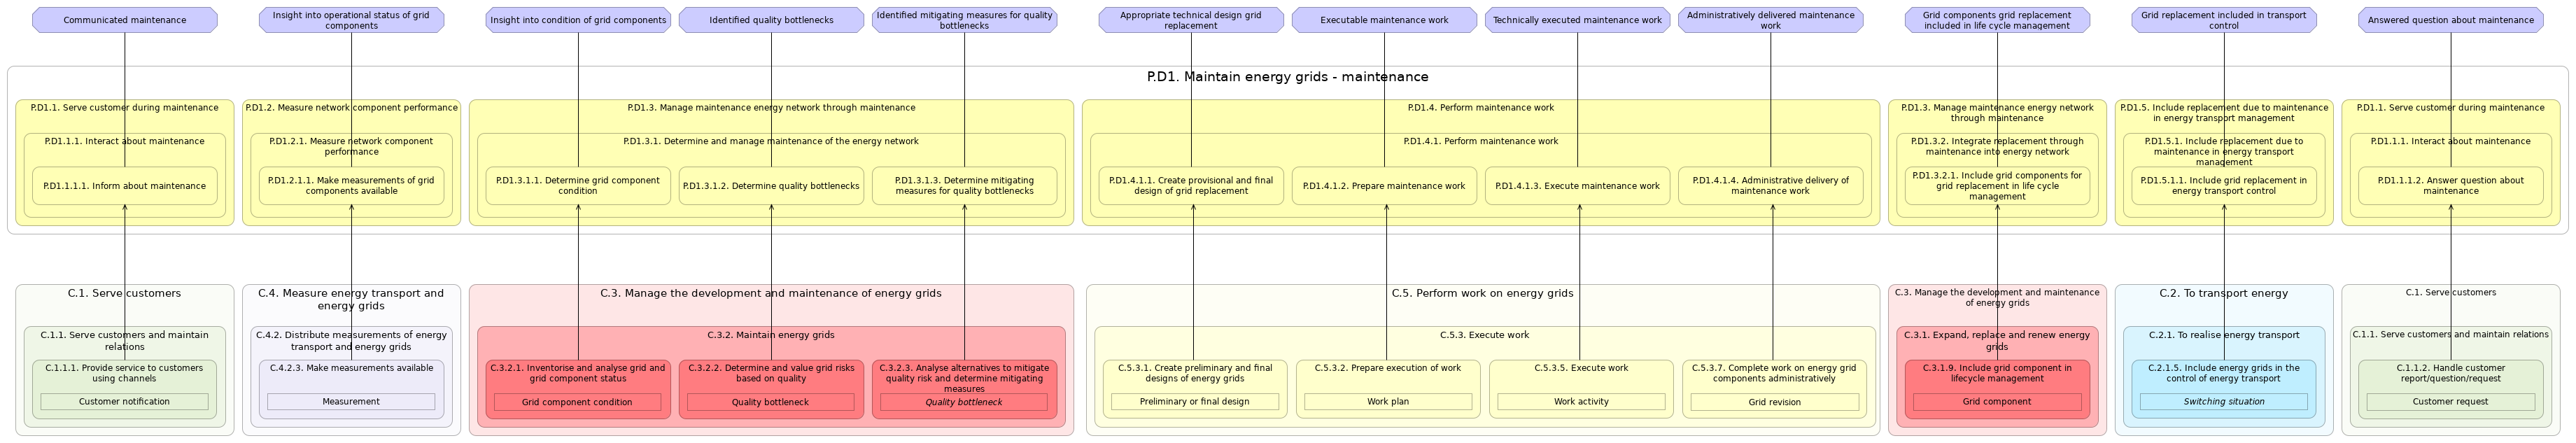 Communicated maintenance
Insight into operational status of grid
components
Insight into condition of grid components
Identified quality bottlenecks
Identified mitigating measures for quality
bottlenecks
Appropriate technical design grid
replacement
Executable maintenance work
Technically executed maintenance work
Administratively delivered maintenance
work
Grid components grid replacement
included in life cycle management
Grid replacement included in transport
control
Answered question about maintenance
P.D1. Maintain energy grids - maintenance
P.D1.1. Serve customer during maintenance
P.D1.2. Measure network component performance
P.D1.3. Manage maintenance energy network through maintenance
P.D1.4. Perform maintenance work
P.D1.3. Manage maintenance energy network
through maintenance
P.D1.5. Include replacement due to maintenance
in energy transport management
P.D1.1. Serve customer during maintenance
P.D1.1.1. Interact about maintenance
P.D1.2.1. Measure network component
performance
P.D1.3.1. Determine and manage maintenance of the energy network
P.D1.4.1. Perform maintenance work
P.D1.3.2. Integrate replacement through
maintenance into energy network
P.D1.5.1. Include replacement due to
maintenance in energy transport
management
P.D1.1.1. Interact about maintenance
P.D1.1.1.1. Inform about maintenance
P.D1.2.1.1. Make measurements of grid
components available
P.D1.3.1.1. Determine grid component
condition
P.D1.3.1.2. Determine quality bottlenecks
P.D1.3.1.3. Determine mitigating
measures for quality bottlenecks
P.D1.4.1.1. Create provisional and final
design of grid replacement
P.D1.4.1.2. Prepare maintenance work
P.D1.4.1.3. Execute maintenance work
P.D1.4.1.4. Administrative delivery of
maintenance work
P.D1.3.2.1. Include grid components for
grid replacement in life cycle
management
P.D1.5.1.1. Include grid replacement in
energy transport control
P.D1.1.1.2. Answer question about
maintenance
C.1. Serve customers
C.4. Measure energy transport and
energy grids
C.3. Manage the development and maintenance of energy grids
C.5. Perform work on energy grids
C.3. Manage the development and maintenance
of energy grids
C.2. To transport energy
C.1. Serve customers
C.1.1. Serve customers and maintain
relations
C.4.2. Distribute measurements of energy
transport and energy grids
C.3.2. Maintain energy grids
C.5.3. Execute work
C.3.1. Expand, replace and renew energy
grids
C.2.1. To realise energy transport
C.1.1. Serve customers and maintain relations
C.1.1.1. Provide service to customers
using channels
Customer notification
C.4.2.3. Make measurements available
Measurement
C.3.2.1. Inventorise and analyse grid and
grid component status
Grid component condition
C.3.2.2. Determine and value grid risks
based on quality
Quality bottleneck
C.3.2.3. Analyse alternatives to mitigate
quality risk and determine mitigating
measures
Quality bottleneck
C.5.3.1. Create preliminary and final
designs of energy grids
Preliminary or final design
C.5.3.2. Prepare execution of work
Work plan
C.5.3.5. Execute work
Work activity
C.5.3.7. Complete work on energy grid
components administratively
Grid revision
C.3.1.9. Include grid component in
lifecycle management
Grid component
C.2.1.5. Include energy grids in the
control of energy transport
Switching situation
C.1.1.2. Handle customer
report/question/request
Customer request